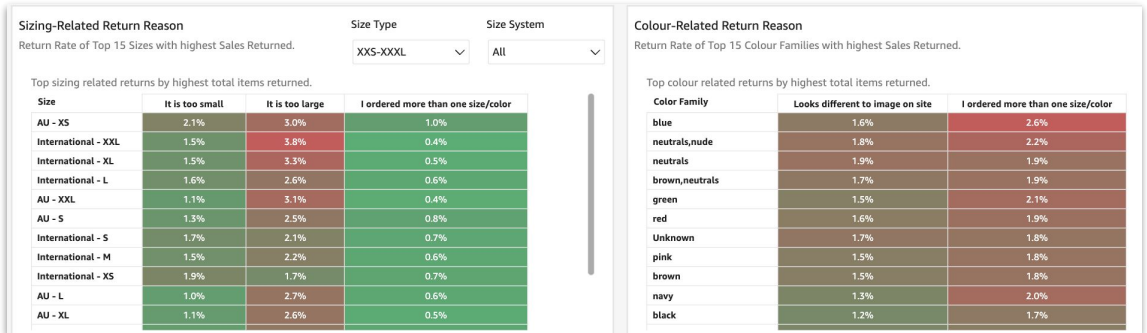 Sizing-Related Return Reason
Return Rate of Top 15 Sizes with highest Sales Returned.
Size Type
XXS-XXXL
Size System
All
Top sizing related returns by highest total items returned.
Size It is too small It is too large I ordered more than one size/color
AU - XS 2.1% 3.0% 1.0%
International - XXL 1.5% 3.8% 0.4%
International - XL 1.5% 3.3% 0.5%
International - L 1.6% 2.6% 0.6%
AU - XXL 1.1% 3.1% 0.4%
AU - S 1.3% 2.5% 0.8%
International - S 1.7% 2.1% 0.7%
International - M 1.5% 2.2% 0.6%
International - XS 1.9% 1.7% 0.7%
AU - L 1.0% 2.7% 0.6%
AU - XL 1.1% 2.6% 0.5%
Colour-Related Return Reason
Return Rate of Top 15 Colour Families with highest Sales Returned.
Top colour related returns by highest total items returned.
Color Family Looks different to image on site I ordered more than one size/color
blue 1.6% 2.6%
neutrals,nude 1.8% 2.2%
neutrals 1.9% 1.9%
brown,neutrals 1.7% 1.9%
green 1.5% 2.1%
red 1.6% 1.9%
Unknown 1.7% 1.8%
pink 1.5% 1.8%
brown 1.5% 1.8%
navy 1.3% 2.0%
black 1.2% 1.7%